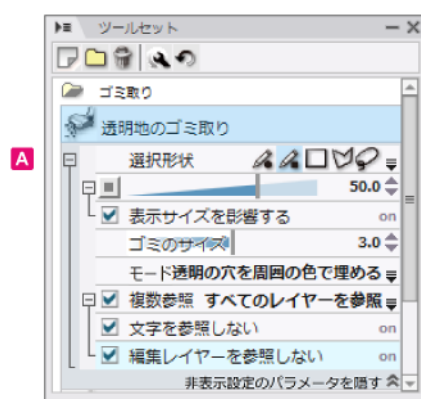 ツールセット
ゴミ取り
透明地のゴミ取り
A
選択形状
50.0
表示サイズを影響する on
ゴミのサイズ 3.0
モード 透明の穴を周囲の色で埋める
複数参照 すべてのレイヤーを参照
文字を参照しない on
編集レイヤーを参照しない on
非表示設定のパラメータを隠す